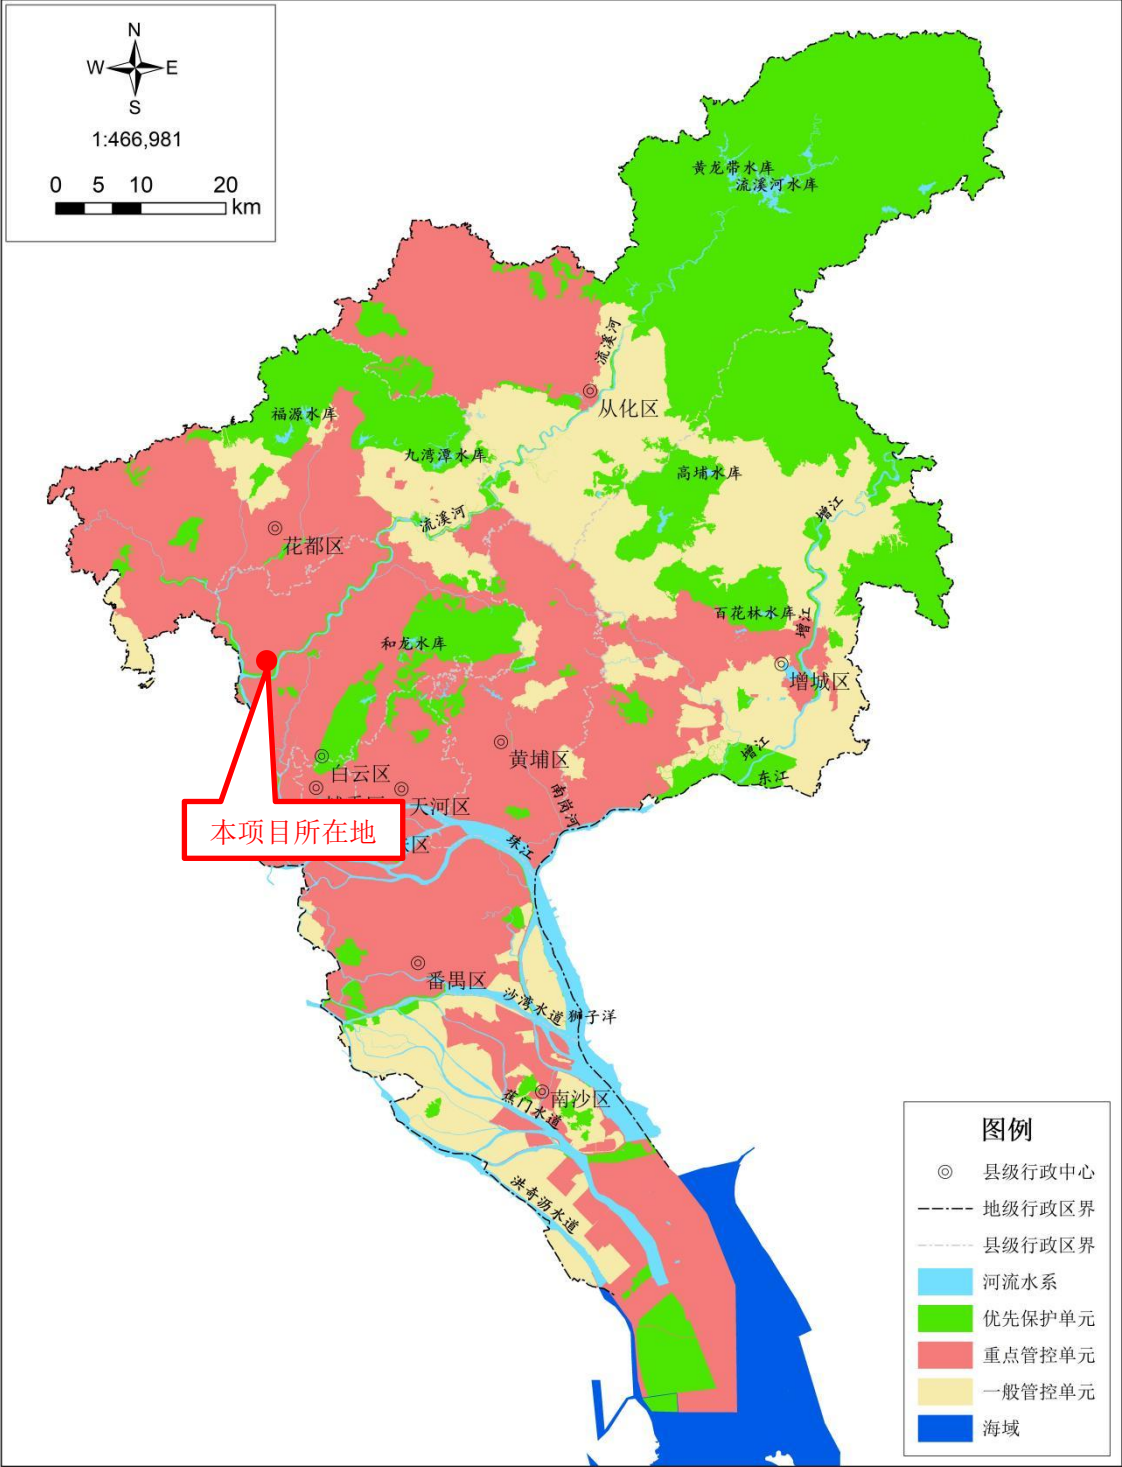 N
W E
S
1:466,981
0 5 10 20
km
黄龙带水库
流溪河水库
流溪河
从化区
福源水库
九湾潭水库
高埔水库
流溪河
增江
花都区
百花林水库
增江
和龙水库
增城区
黄埔区
增江
东江
白云区
天河区
南岗河
本项目所在地
珠江
区
番禺区
沙湾水道
狮子洋
南沙区
蕉门水道
洪奇沥水道
图例
县级行政中心
地级行政区界
县级行政区界
河流水系
优先保护单元
重点管控单元
一般管控单元
海域